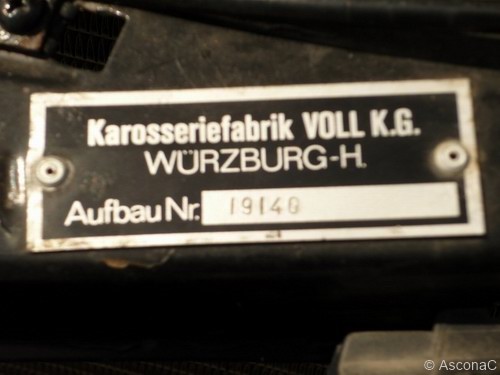 Karosseriefabrik VOLL K.G.
WÜRZBURG-H.
Aufbau Nr. 19140
© AsconaC